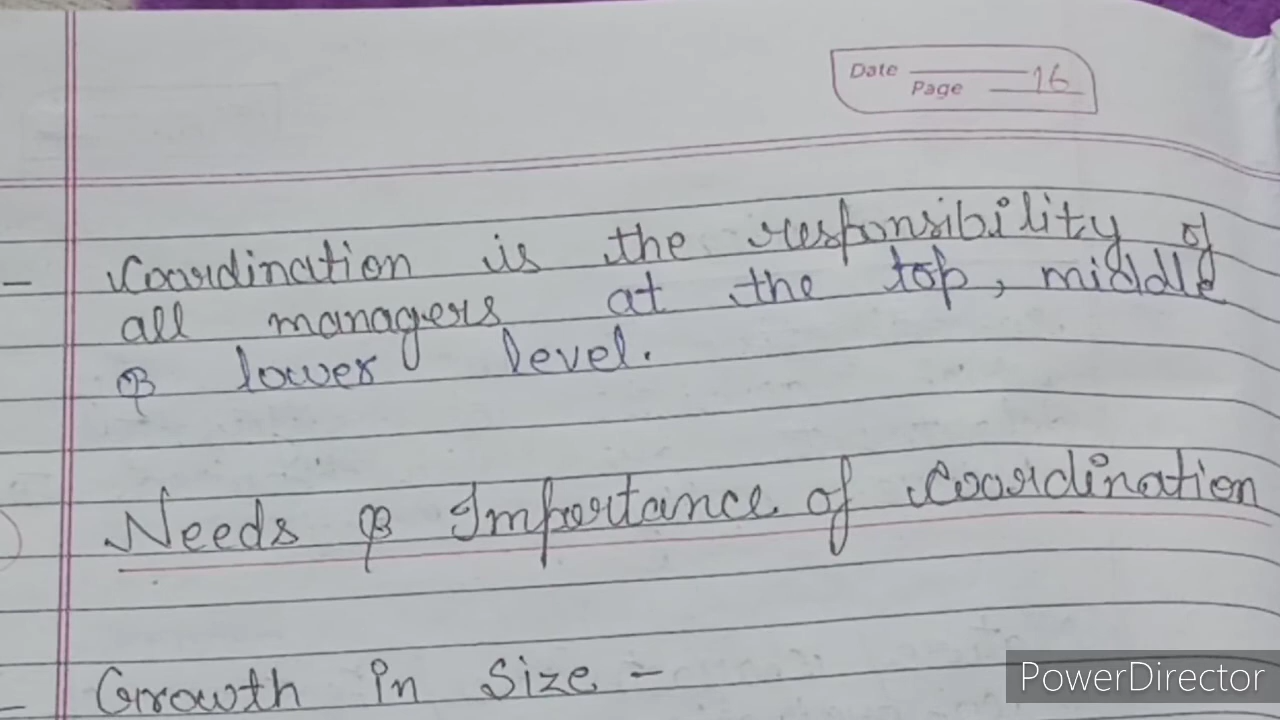 Date
Page 16
- Coordination is the responsibility of
all managers at the top, middle
& lower level.
Needs & Importance of Coordination
- Growth in Size -
PowerDirector